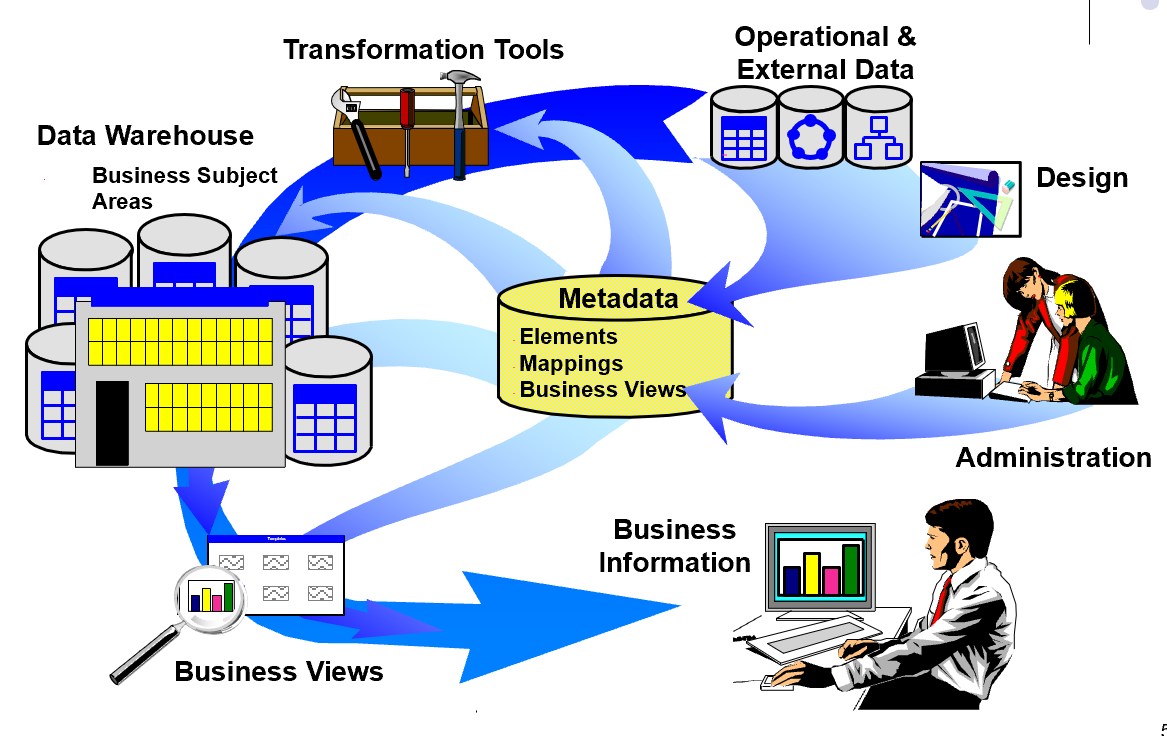 Transformation Tools
Operational &
External Data
Data Warehouse
Business Subject
Areas
Design
Metadata
Elements
Mappings
Business Views
Administration
Business
Information
Templates
Business Views
5